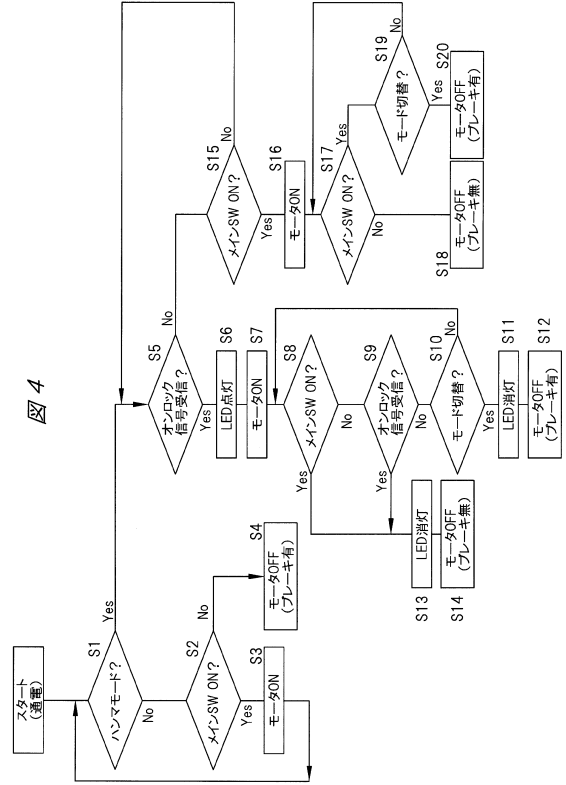 図 4
スタート
(通電)
S1
ハンマモード?
Yes
No
S2
メインSW ON?
No
Yes
S3
モータON
S4
モータOFF
(ブレーキ有)
S5
オンロック
信号受信?
No
Yes
S6
LED点灯
S7
モータON
S8
メインSW ON?
Yes
No
S9
オンロック
信号受信?
Yes
No
S10
モード切替?
No
Yes
S11
LED消灯
S12
モータOFF
(ブレーキ有)
S13
LED消灯
S14
モータOFF
(ブレーキ無)
S15
メインSW ON?
No
Yes
S16
モータON
S17
メインSW ON?
Yes
No
S18
モータOFF
(ブレーキ無)
S19
モード切替?
No
Yes
S20
モータOFF
(ブレーキ有)